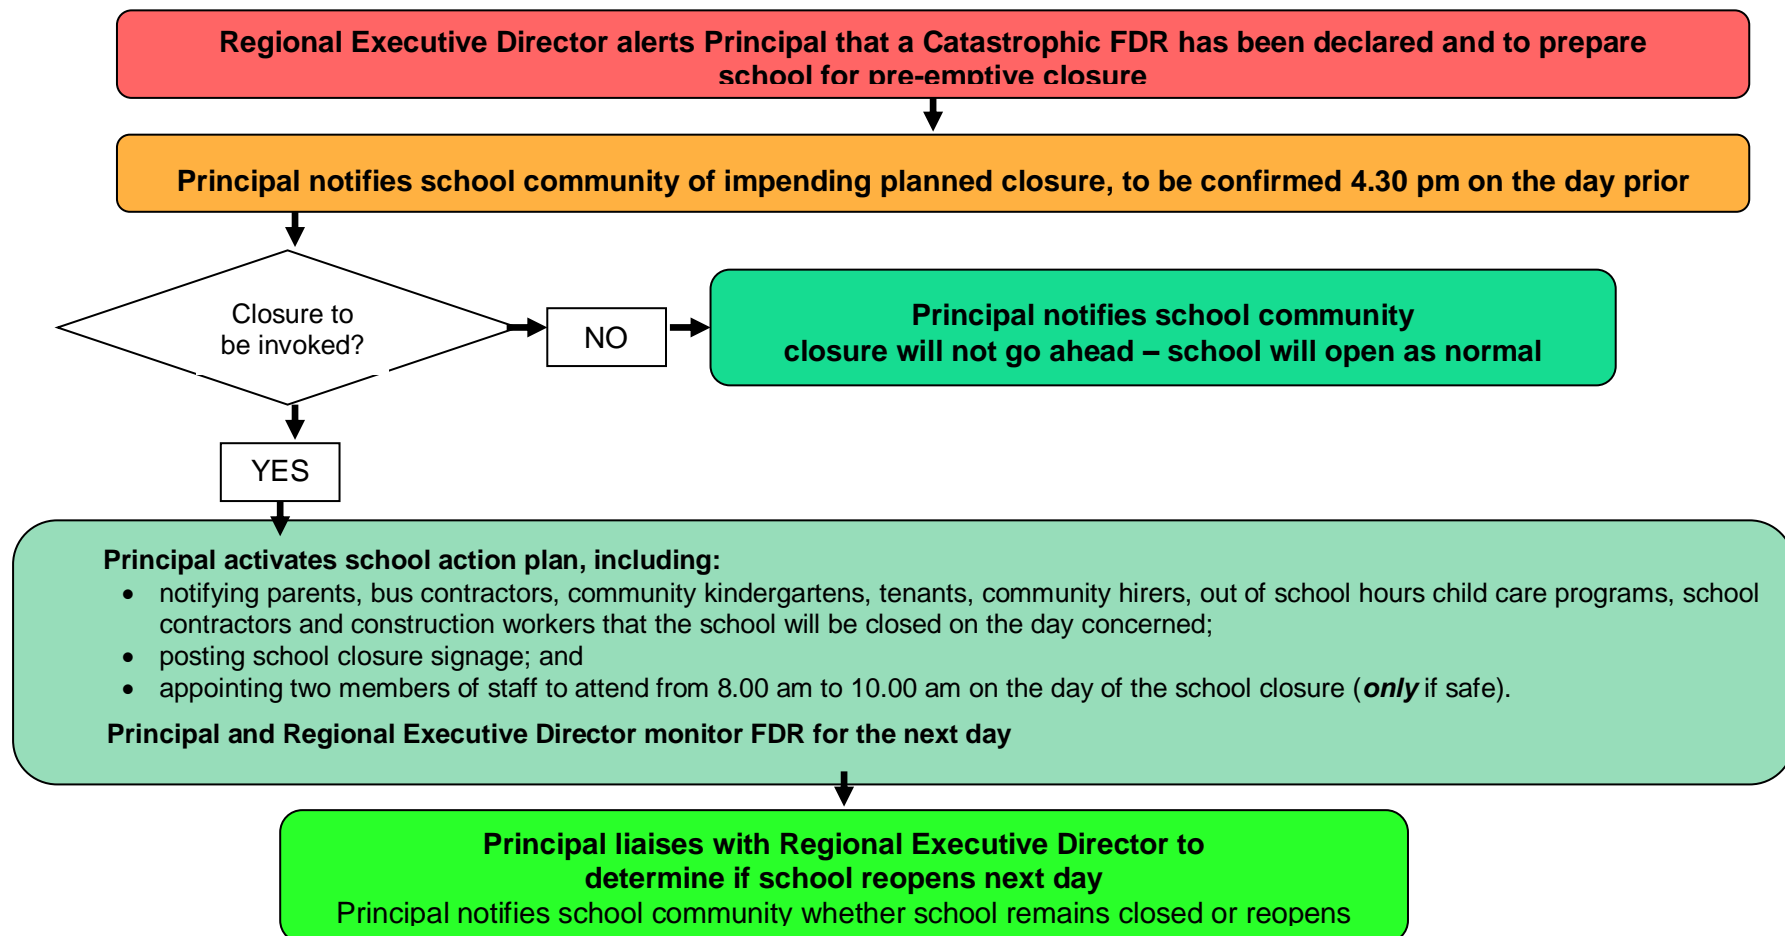 Regional Executive Director alerts Principal that a Catastrophic FDR has been declared and to prepare
school for pre-emptive closure
Principal notifies school community of impending planned closure, to be confirmed 4.30 pm on the day prior
Closure to
be invoked?
NO
Principal notifies school community
closure will not go ahead – school will open as normal
YES
Principal activates school action plan, including:
• notifying parents, bus contractors, community kindergartens, tenants, community hirers, out of school hours child care programs, school
contractors and construction workers that the school will be closed on the day concerned;
• posting school closure signage; and
• appointing two members of staff to attend from 8.00 am to 10.00 am on the day of the school closure (only if safe).
Principal and Regional Executive Director monitor FDR for the next day
Principal liaises with Regional Executive Director to
determine if school reopens next day
Principal notifies school community whether school remains closed or reopens